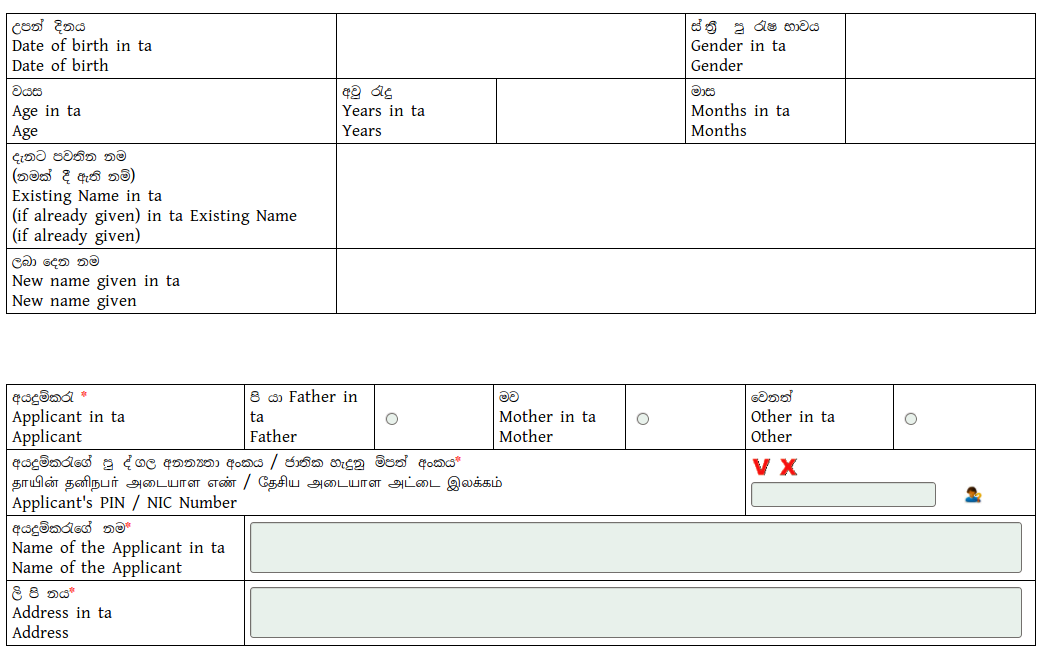 උපන් දිනය
Date of birth in ta
Date of birth
ස්ත්‍රී පුරුෂ භාවය
Gender in ta
Gender
වයස
Age in ta
Age
අවුරුදු
Years in ta
Years
මාස
Months in ta
Months
දැනට පවතින නම
(නමක් දී ඇති නම්)
Existing Name in ta
(if already given) in ta Existing Name
(if already given)
ලබා දෙන නම
New name given in ta
New name given
අයදුම්කරු *
Applicant in ta
Applicant
පියා Father in
ta
Father
මව
Mother in ta
Mother
වෙනත්
Other in ta
Other
අයදුම්කරුගේ පුද්ගල අනන්‍යතා අංකය / ජාතික හැඳුනුම්පත් අංකය*
தாயின் தனிநபர் அடையாள எண் / தேசிய அடையாள அட்டை இலக்கம்
Applicant's PIN / NIC Number
V X
අයදුම්කරුගේ නම*
Name of the Applicant in ta
Name of the Applicant
ලිපිනය*
Address in ta
Address